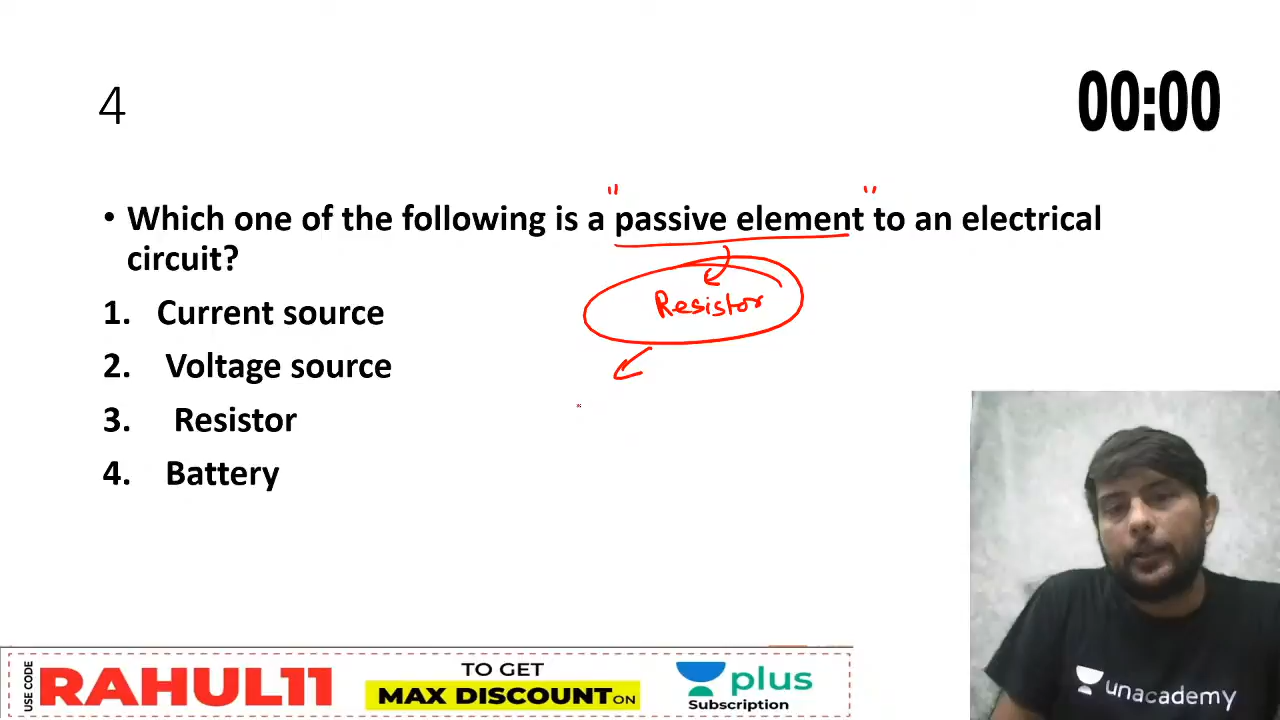 4
00:00
• Which one of the following is a "passive element" to an electrical
circuit?
Resistor
1. Current source
2. Voltage source
3. Resistor
4. Battery
unacademy
USE CODE
RAHUL11
TO GET
MAX DISCOUNT ON
plus
Subscription